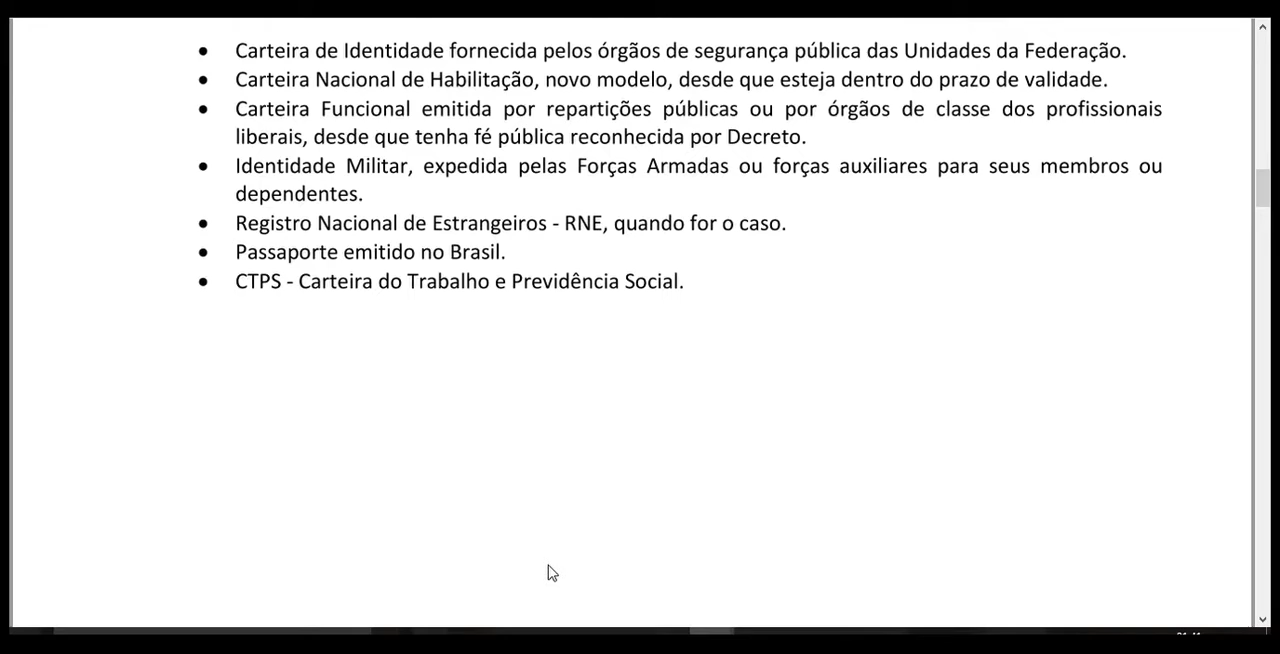 • Carteira de Identidade fornecida pelos órgãos de segurança pública das Unidades da Federação.
• Carteira Nacional de Habilitação, novo modelo, desde que esteja dentro do prazo de validade.
• Carteira Funcional emitida por repartições públicas ou por órgãos de classe dos profissionais
liberais, desde que tenha fé pública reconhecida por Decreto.
• Identidade Militar, expedida pelas Forças Armadas ou forças auxiliares para seus membros ou
dependentes.
• Registro Nacional de Estrangeiros - RNE, quando for o caso.
• Passaporte emitido no Brasil.
• CTPS - Carteira do Trabalho e Previdência Social.